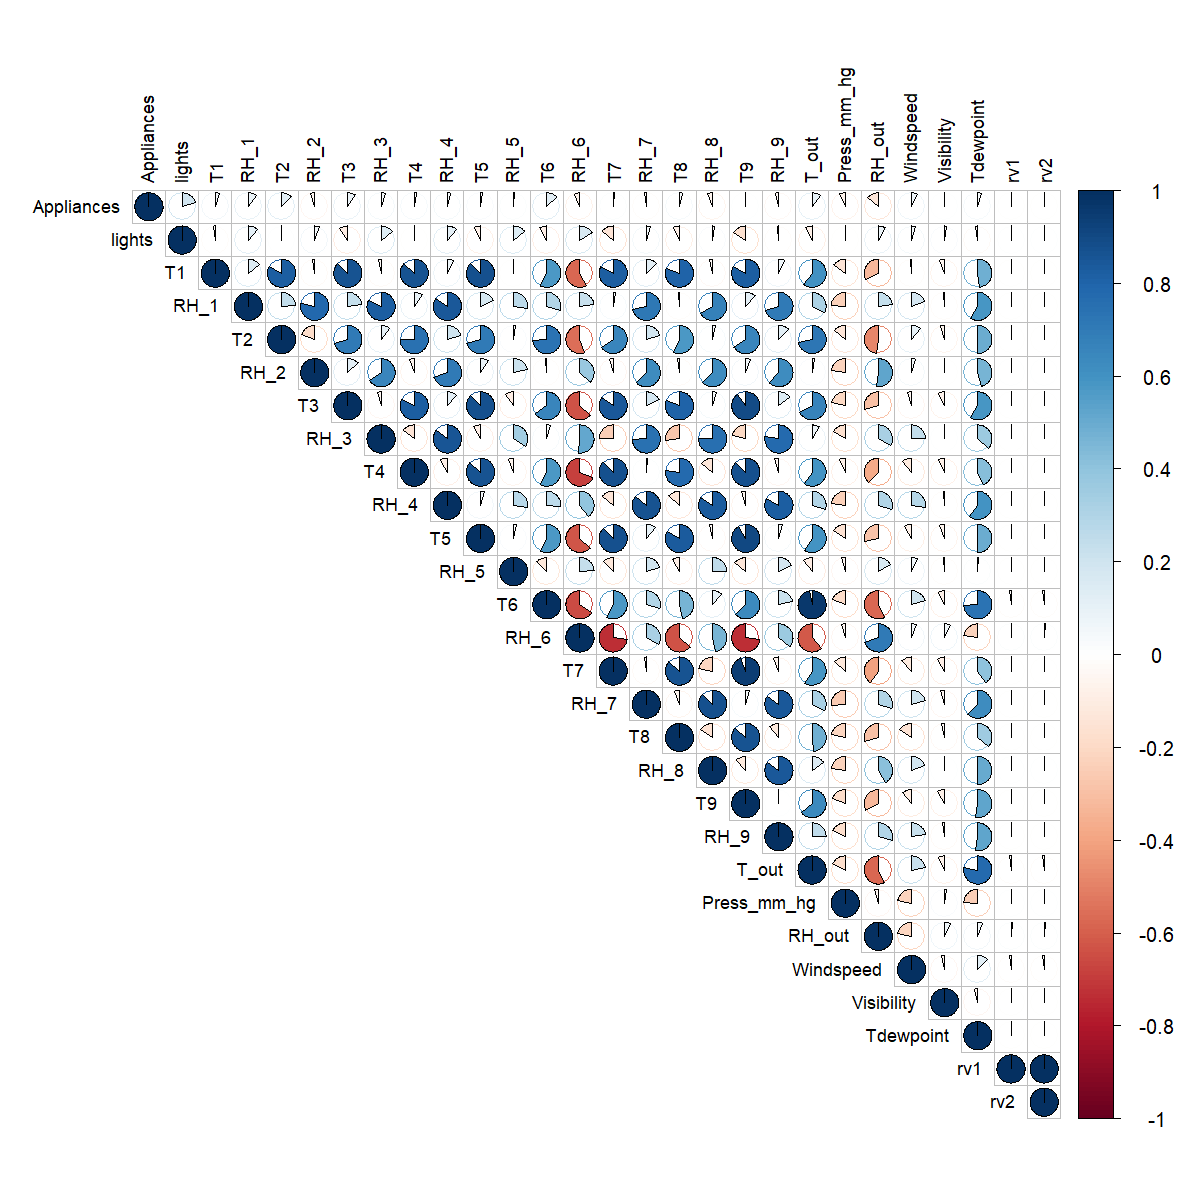 Appliances
lights
T1
RH_1
T2
RH_2
T3
RH_3
T4
RH_4
T5
RH_5
T6
RH_6
T7
RH_7
T8
RH_8
T9
RH_9
T_out
Press_mm_hg
RH_out
Windspeed
Visibility
Tdewpoint
rv1
rv2
Appliances
lights
T1
RH_1
T2
RH_2
T3
RH_3
T4
RH_4
T5
RH_5
T6
RH_6
T7
RH_7
T8
RH_8
T9
RH_9
T_out
Press_mm_hg
RH_out
Windspeed
Visibility
Tdewpoint
rv1
rv2
1
0.8
0.6
0.4
0.2
0
-0.2
-0.4
-0.6
-0.8
-1